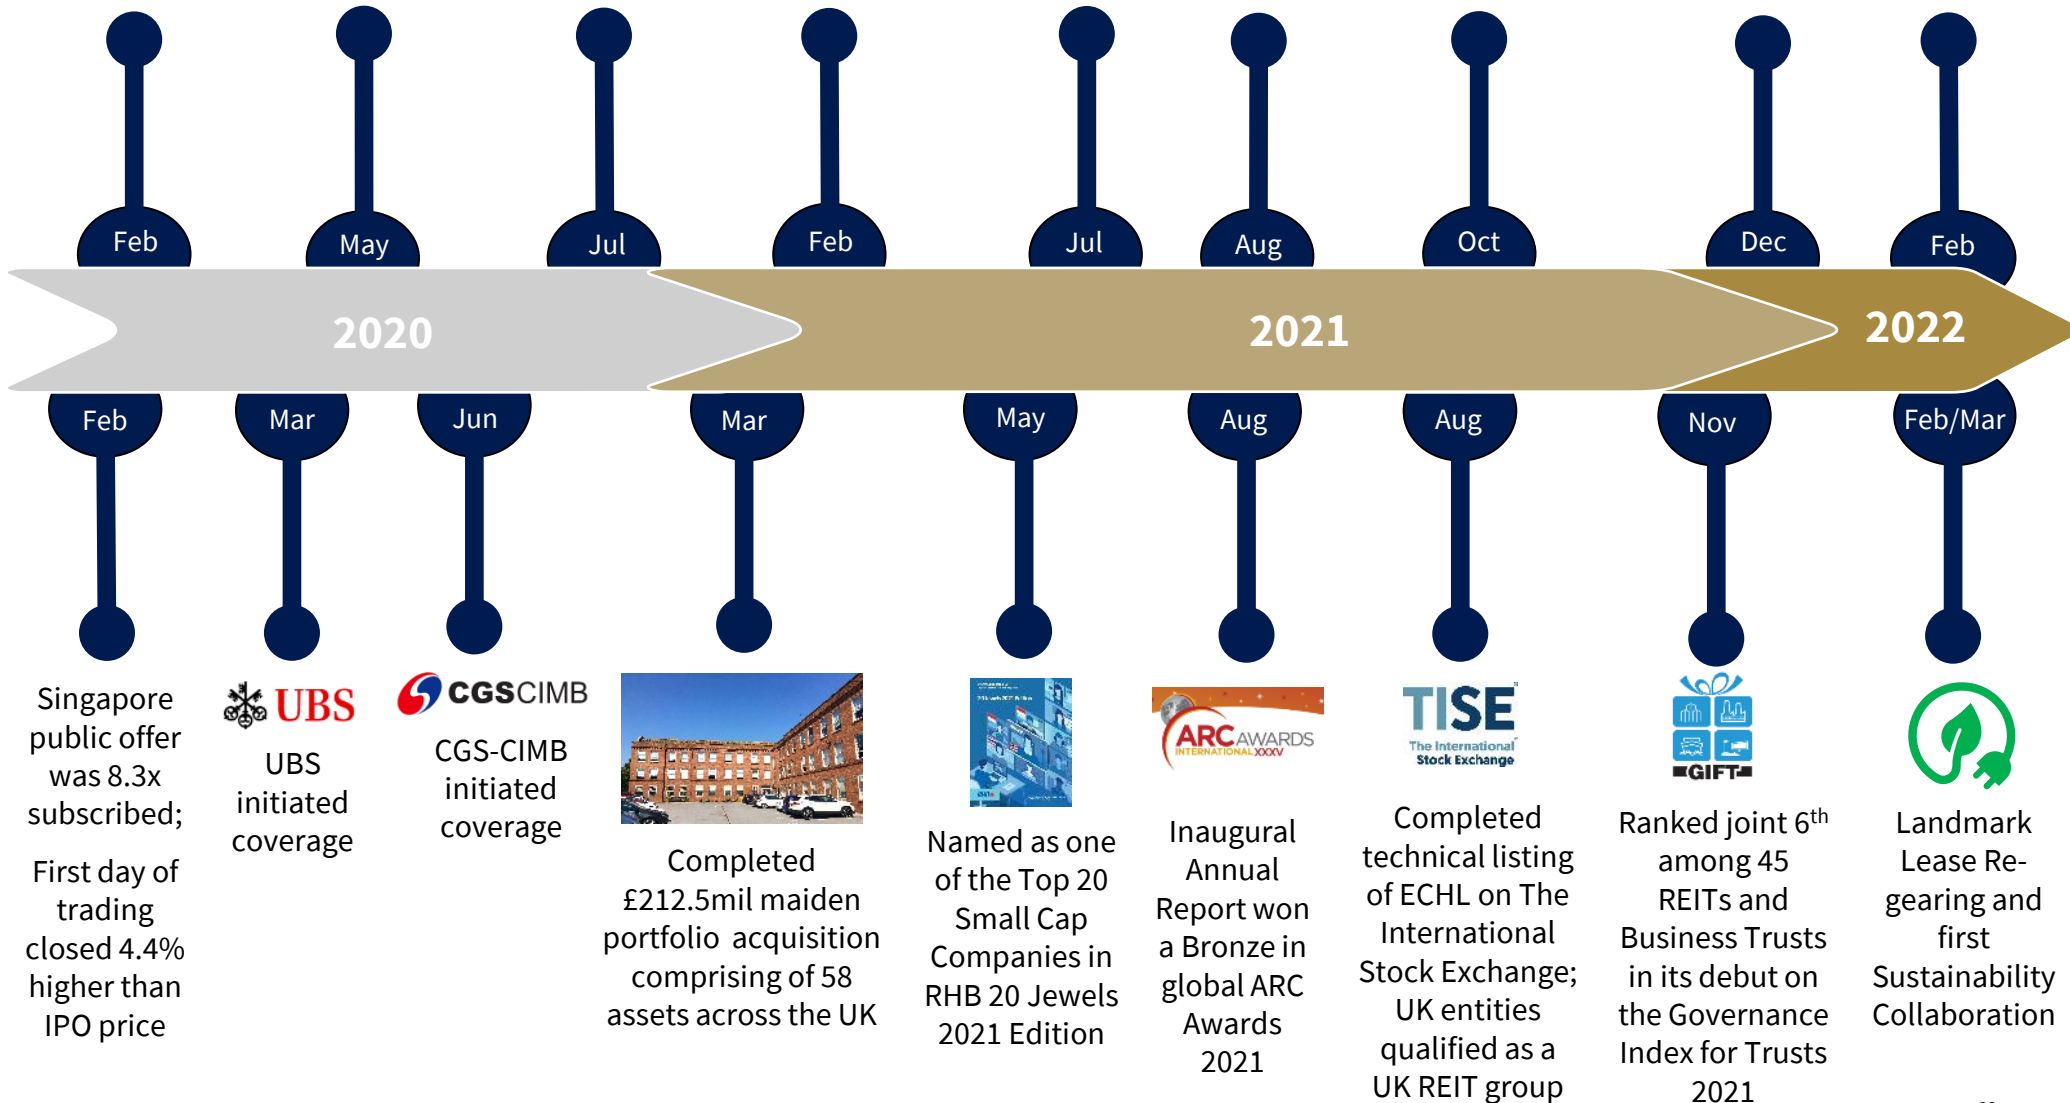 Feb
May
Jul
Feb
Jul
Aug
Oct
Dec
Feb
2020
2021
2022
Feb
Mar
Jun
Mar
May
Aug
Aug
Nov
Feb/Mar
Singapore
public offer
was 8.3x
subscribed;
First day of
trading
closed 4.4%
higher than
IPO price
UBS
UBS
initiated
coverage
CGSCIMB
CGS-CIMB
initiated
coverage
Completed
£212.5mil maiden
portfolio acquisition
comprising of 58
assets across the UK
Named as one
of the Top 20
Small Cap
Companies in
RHB 20 Jewels
2021 Edition
ARC AWARDS
INTERNATIONAL XXXV
Inaugural
Annual
Report won
a Bronze in
global ARC
Awards
2021
TISE
The International
Stock Exchange
Completed
technical listing
of ECHL on The
International
Stock Exchange;
UK entities
qualified as a
UK REIT group
GIFT
Ranked joint 6th
among 45
REITs and
Business Trusts
in its debut on
the Governance
Index for Trusts
2021
Landmark
Lease Re-
gearing and
first
Sustainability
Collaboration